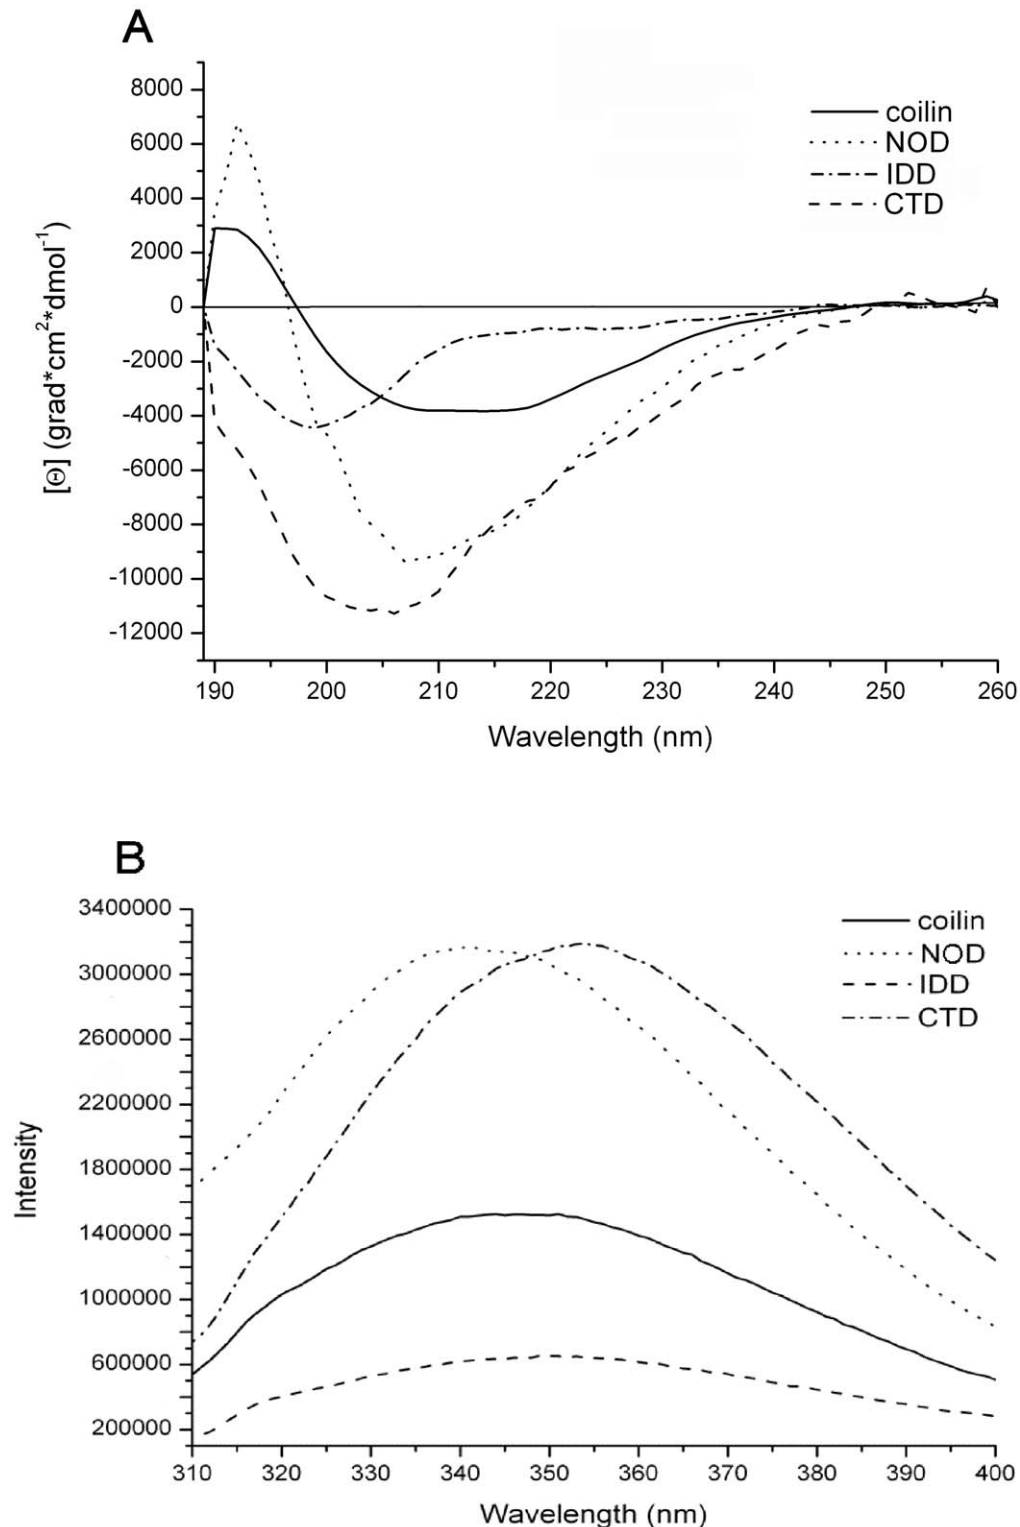 A
8000
6000
4000
2000
0
-2000
-4000
-6000
-8000
-10000
-12000
[Θ] (grad*cm²*dmol⁻¹)
coilin
NOD
IDD
CTD
190 200 210 220 230 240 250 260
Wavelength (nm)
B
3400000
3000000
2600000
2200000
1800000
1400000
1000000
600000
200000
Intensity
coilin
NOD
IDD
CTD
310 320 330 340 350 360 370 380 390 400
Wavelength (nm)